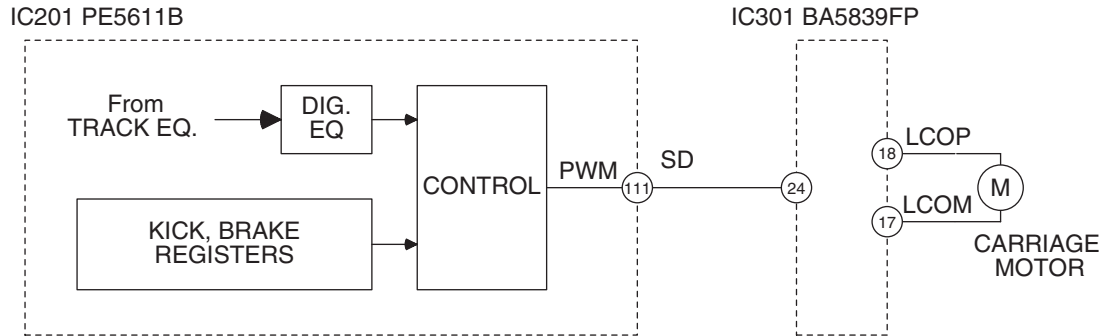 IC201 PE5611B
IC301 BA5839FP
From
TRACK EQ.
DIG.
EQ
CONTROL
PWM
111
SD
24
KICK, BRAKE
REGISTERS
18
LCOP
M
17
LCOM
CARRIAGE
MOTOR